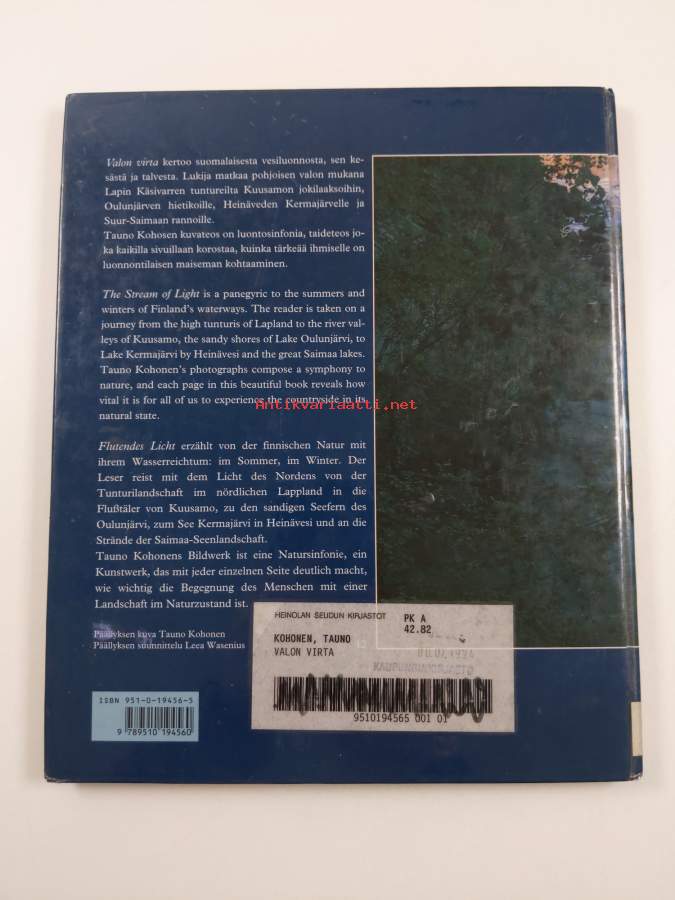 Valon virta kertoo suomalaisesta vesiluonnosta, sen ke-
sästä ja talvesta. Lukija matkaa pohjoisen valon mukana
Lapin Käsivarren tuntureilta Kuusamon jokilaaksoihin,
Oulunjärven hietikoille, Heinäveden Kermajärvelle ja
Suur-Saimaan rannoille.
Tauno Kohosen kuvateos on luontosinfonia, taideteos jo-
ka kaikilla sivuillaan korostaa, kuinka tärkeää ihmiselle on
luonnontilaisen maiseman kohtaaminen.
The Stream of Light is a panegyric to the summers and
winters of Finland's waterways. The reader is taken on a
journey from the high tunturis of Lapland to the river val-
leys of Kuusamo, the sandy shores of Lake Oulunjärvi, to
Lake Kermajärvi by Heinävesi and the great Saimaa lakes.
Tauno Kohonen's photographs compose a symphony to
nature, and each page in this beautiful book reveals how
vital it is for all of us to experience the countryside in its
natural state.
Antikvariaatti.net
Flutendes Licht erzählt von der finnischen Natur mit
ihrem Wasserreichtum: im Sommer, im Winter. Der
Leser reist mit dem Licht des Nordens von der
Tunturilandschaft im nördlichen Lappland in die
Flußtäler von Kuusamo, zu den sandigen Seefern des
Oulunjärvi, zum See Kermajärvi in Heinävesi und an die
Strände der Saimaa-Seenlandschaft.
Tauno Kohonens Bildwerk ist eine Natursinfonie, ein
Kunstwerk, das mit jeder einzelnen Seite deutlich macht,
wie wichtig die Begegnung des Menschen mit einer
Landschaft im Naturzustand ist.
Päällyksen kuva Tauno Kohonen
Päällyksen suunnittelu Leea Wasenius
HEINOLAN SEUDUN KIRJASTOT
PK A
42.82
KOHONEN, TAUNO
VALON VIRTA
KAUPUNGINKIRJASTO
9510194565 001 01
ISBN 951-0-19456-5
9 789510 194560